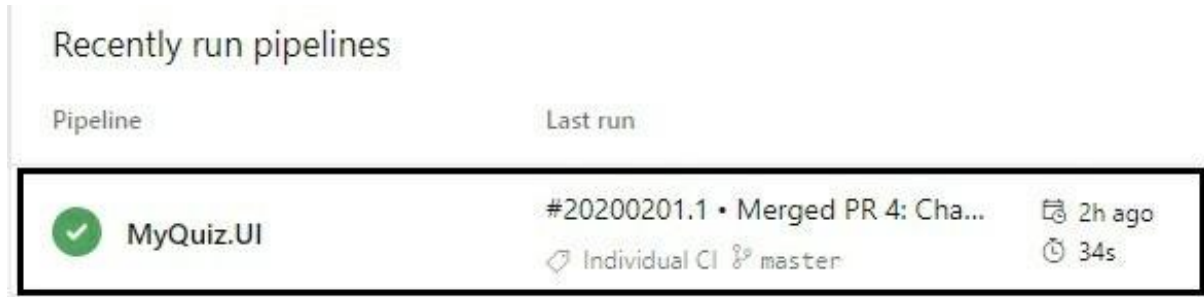 Recently run pipelines
Pipeline Last run
MyQuiz.UI
#20200201.1 • Merged PR 4: Cha...
Individual CI master
2h ago
34s